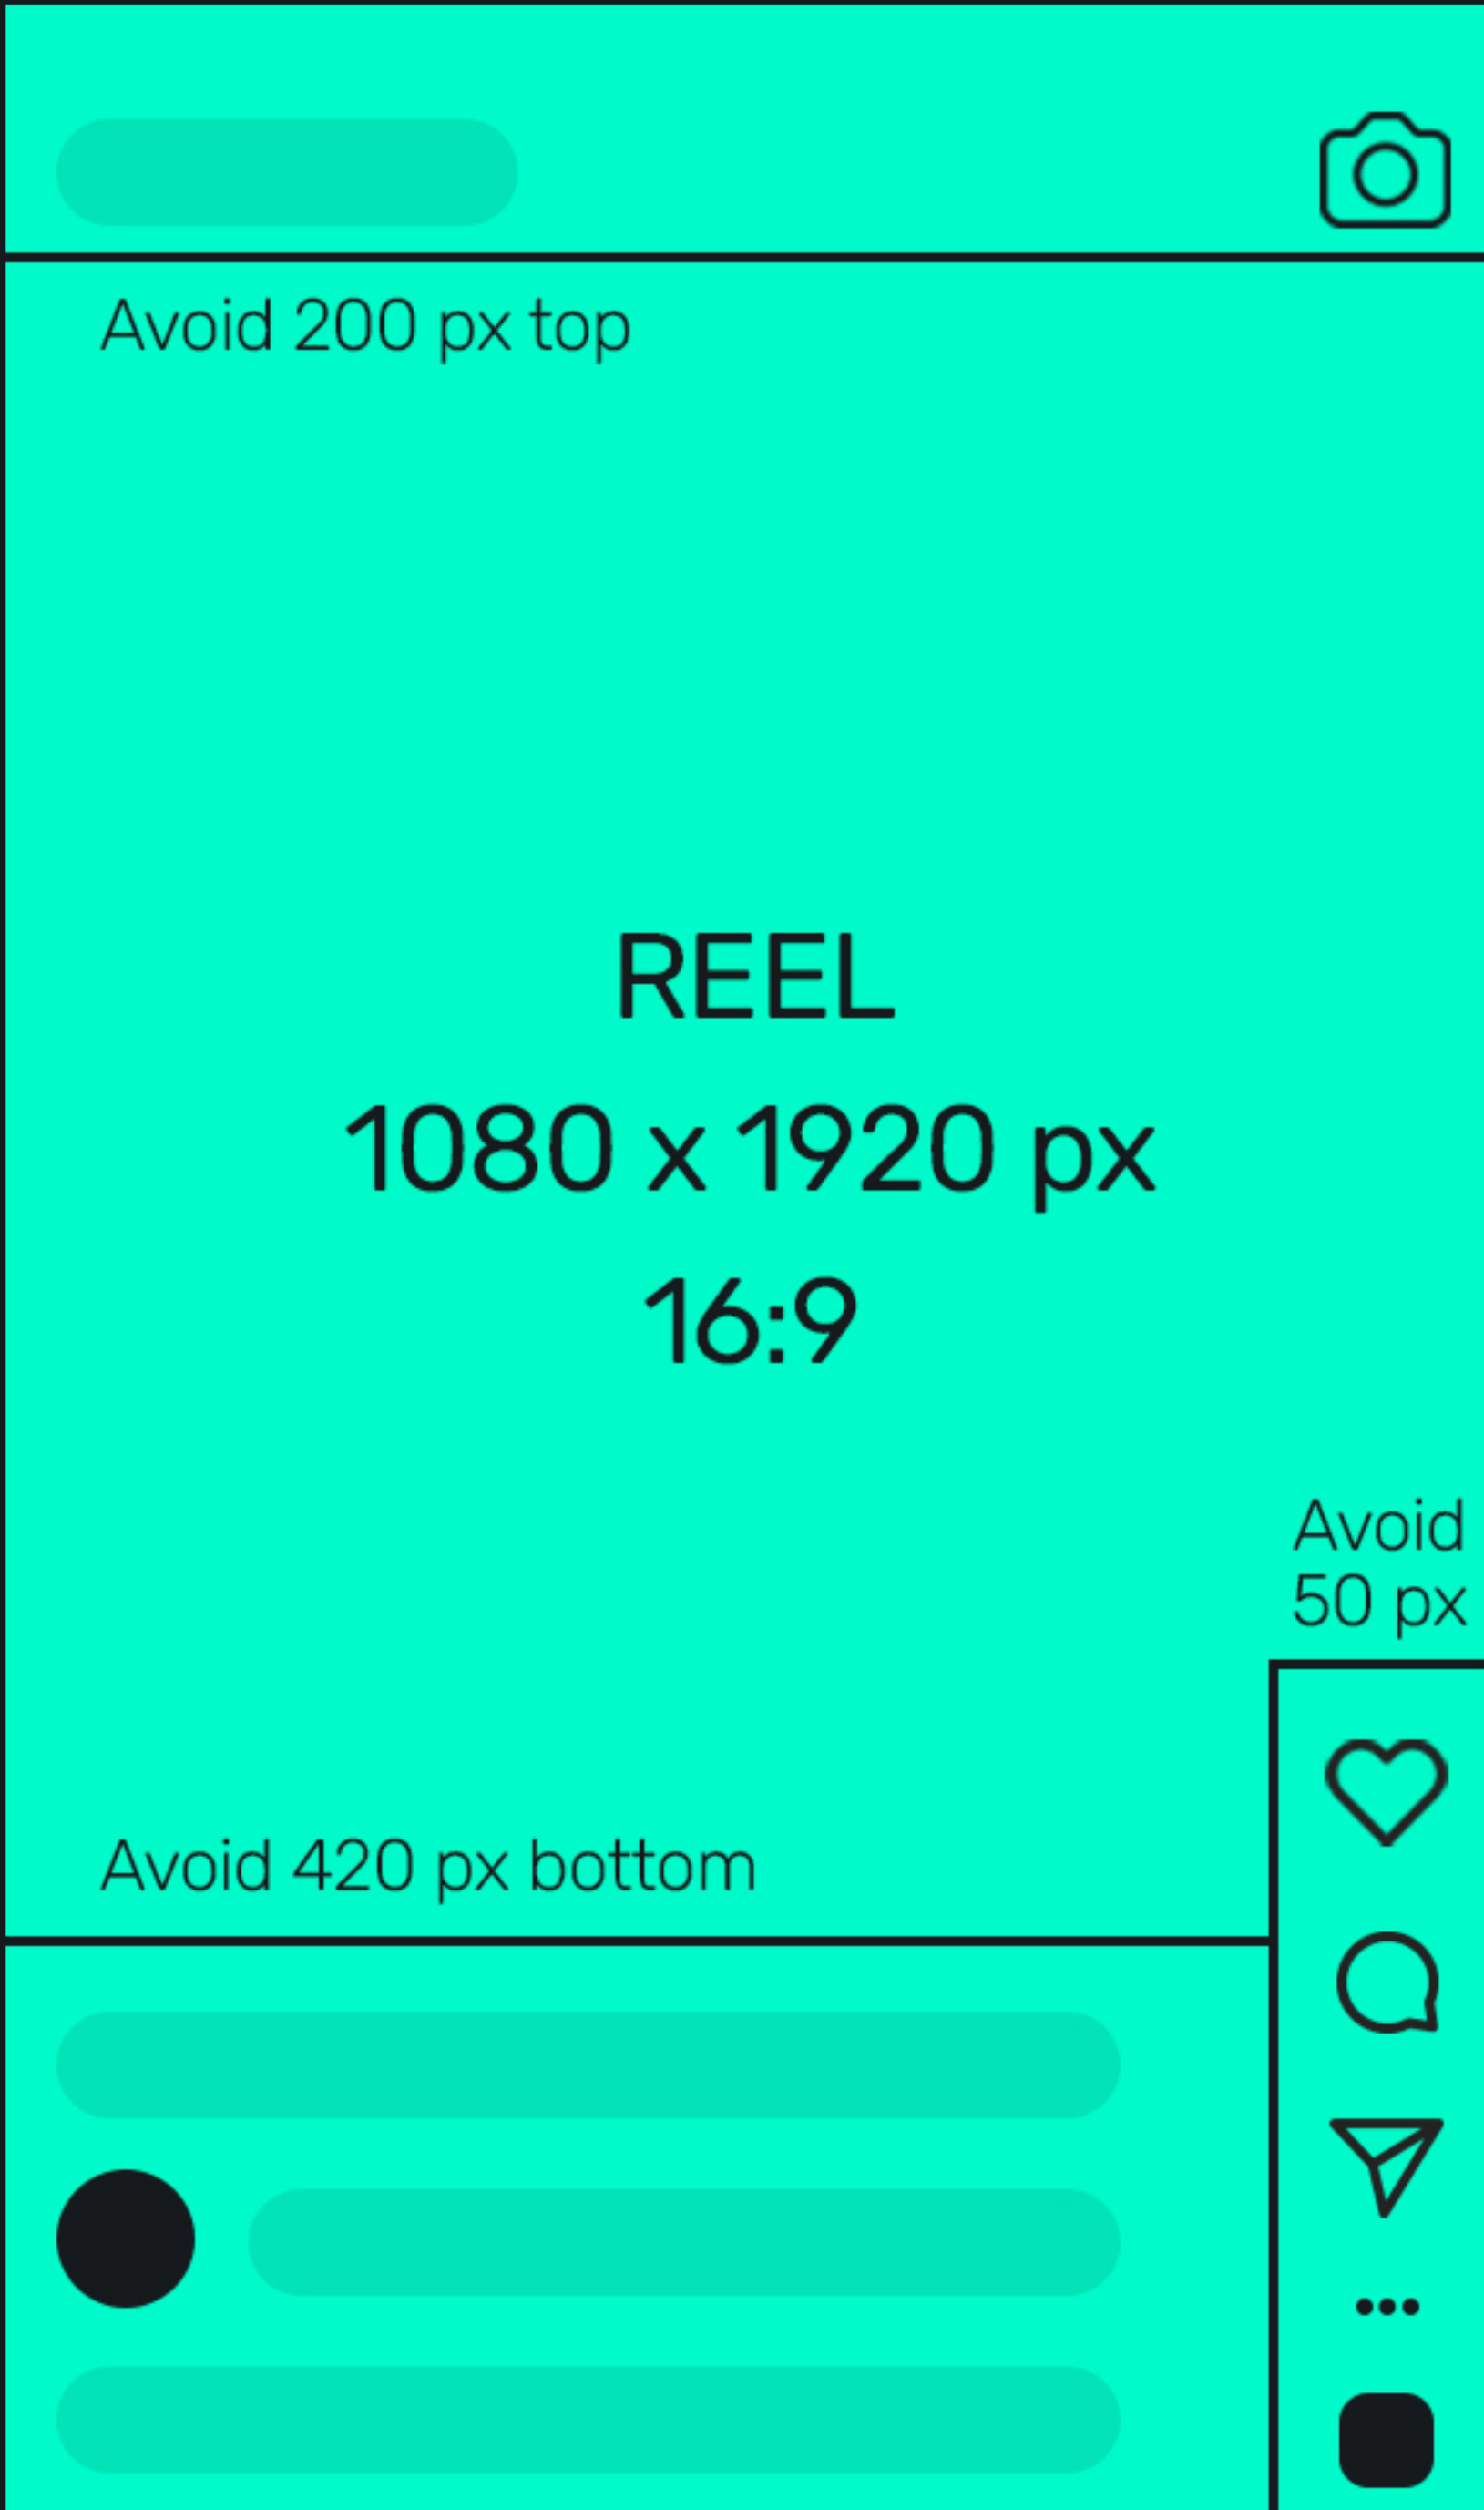 Avoid 200 px top
REEL
1080 x 1920 px
16:9
Avoid
50 px
Avoid 420 px bottom